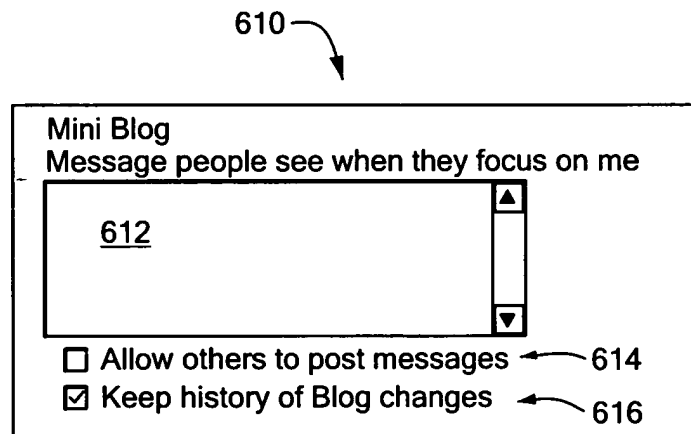 610
Mini Blog
Message people see when they focus on me
612
Allow others to post messages 614
Keep history of Blog changes 616